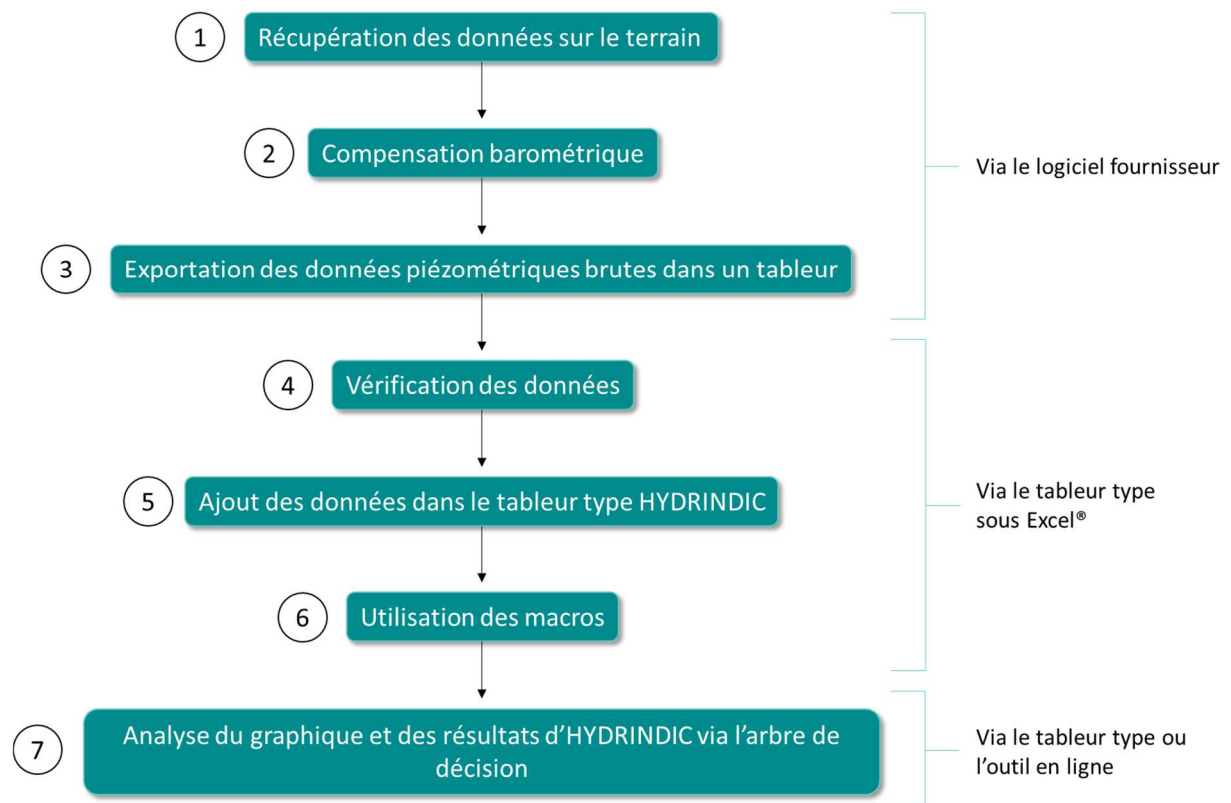 1
Récupération des données sur le terrain
2
Compensation barométrique
Via le logiciel fournisseur
3
Exportation des données piézométriques brutes dans un tableur
4
Vérification des données
5
Ajout des données dans le tableur type HYDRINDIC
Via le tableur type
sous Excel®
6
Utilisation des macros
7
Analyse du graphique et des résultats d’HYDRINDIC via l’arbre de
décision
Via le tableur type ou
l’outil en ligne